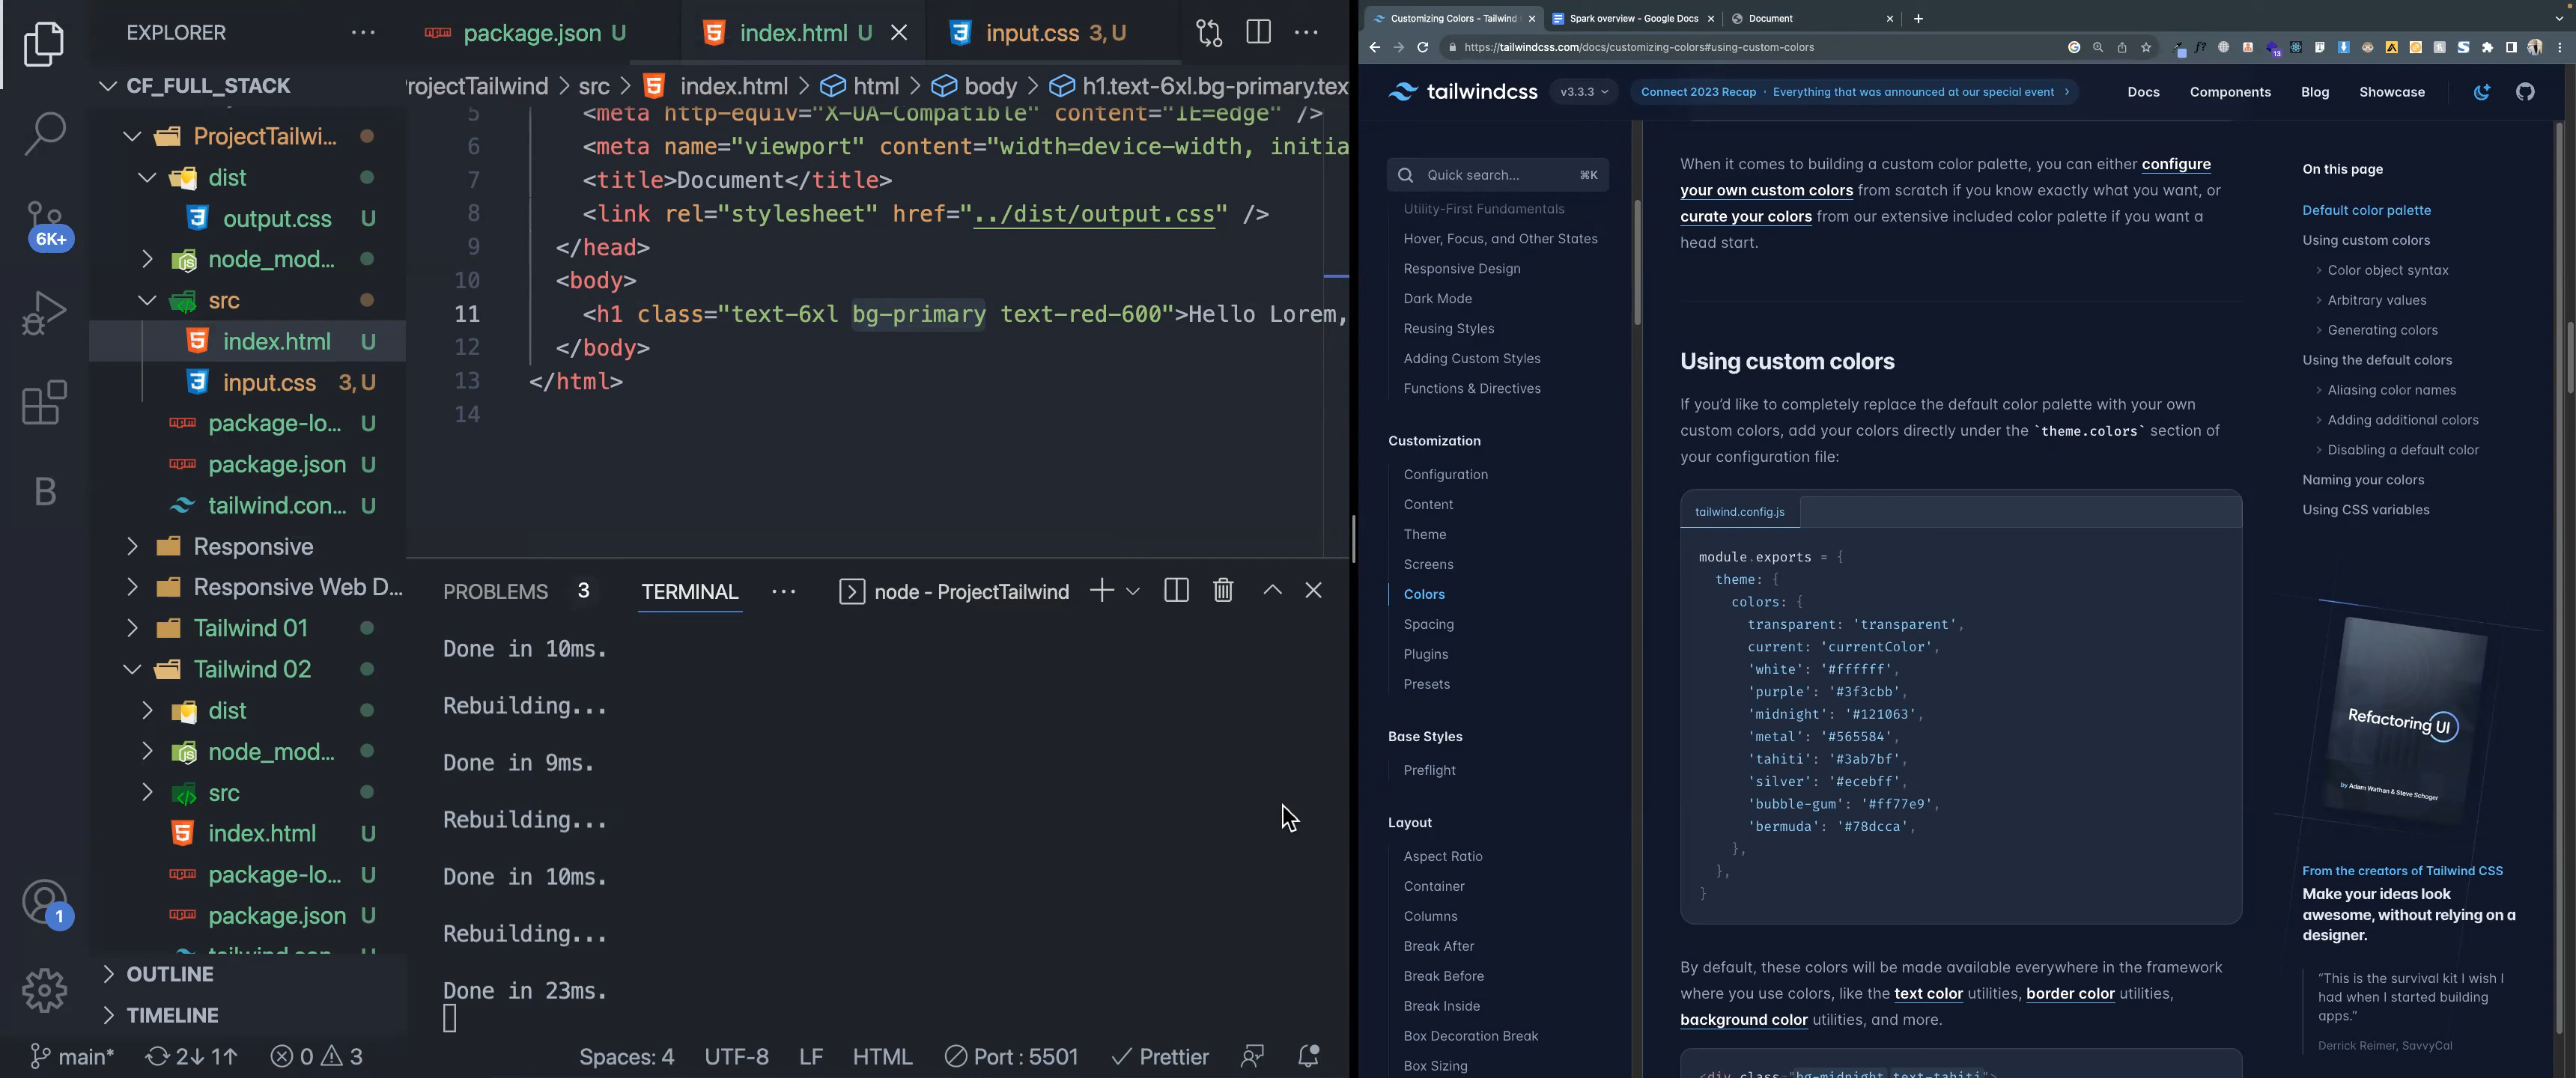 EXPLORER
CF_FULL_STACK
ProjectTailwi...
dist
output.css U
node_mod...
src
index.html U
input.css 3, U
package-lo... U
package.json U
tailwind.con... U
Responsive
Responsive Web D...
Tailwind 01
Tailwind 02
dist
node_mod...
src
index.html U
package-lo... U
package.json U
OUTLINE
TIMELINE
6K+
B
1
main* 2↓ 1↑ 0 3
package.json U
index.html U
input.css 3, U
rojectTailwind > src > index.html > html > body > h1.text-6xl.bg-primary.tex
5 <meta http-equiv="X-UA-Compatible" content="IE=edge" />
6 <meta name="viewport" content="width=device-width, initia
7 <title>Document</title>
8 <link rel="stylesheet" href="../dist/output.css" />
9 </head>
10 <body>
11 <h1 class="text-6xl bg-primary text-red-600">Hello Lorem,
12 </body>
13 </html>
14
PROBLEMS 3 TERMINAL node - ProjectTailwind
Done in 10ms.
Rebuilding...
Done in 9ms.
Rebuilding...
Done in 10ms.
Rebuilding...
Done in 23ms.
Spaces: 4 UTF-8 LF HTML Port : 5501 Prettier
Customizing Colors - Tailwind
Spark overview - Google Docs
Document
https://tailwindcss.com/docs/customizing-colors#using-custom-colors
13
tailwindcss v3.3.3
Connect 2023 Recap · Everything that was announced at our special event
Docs Components Blog Showcase
Quick search... ⌘K
Utility-First Fundamentals
Hover, Focus, and Other States
Responsive Design
Dark Mode
Reusing Styles
Adding Custom Styles
Functions & Directives
Customization
Configuration
Content
Theme
Screens
Colors
Spacing
Plugins
Presets
Base Styles
Preflight
Layout
Aspect Ratio
Container
Columns
Break After
Break Before
Break Inside
Box Decoration Break
Box Sizing
When it comes to building a custom color palette, you can either configure
your own custom colors from scratch if you know exactly what you want, or
curate your colors from our extensive included color palette if you want a
head start.
Using custom colors
If you'd like to completely replace the default color palette with your own
custom colors, add your colors directly under the `theme.colors` section of
your configuration file:
tailwind.config.js
module.exports = {
theme: {
colors: {
transparent: 'transparent',
current: 'currentColor',
'white': '#ffffff',
'purple': '#3f3cbb',
'midnight': '#121063',
'metal': '#565584',
'tahiti': '#3ab7bf',
'silver': '#ecebff',
'bubble-gum': '#ff77e9',
'bermuda': '#78dcca',
},
},
}
By default, these colors will be made available everywhere in the framework
where you use colors, like the text color utilities, border color utilities,
background color utilities, and more.
<div class="bg-midnight text-tahiti">
On this page
Default color palette
Using custom colors
Color object syntax
Arbitrary values
Generating colors
Using the default colors
Aliasing color names
Adding additional colors
Disabling a default color
Naming your colors
Using CSS variables
Refactoring UI
by Adam Wathan & Steve Schoger
From the creators of Tailwind CSS
Make your ideas look
awesome, without relying on a
designer.
“This is the survival kit I wish I
had when I started building
apps.”
Derrick Reimer, SavvyCal